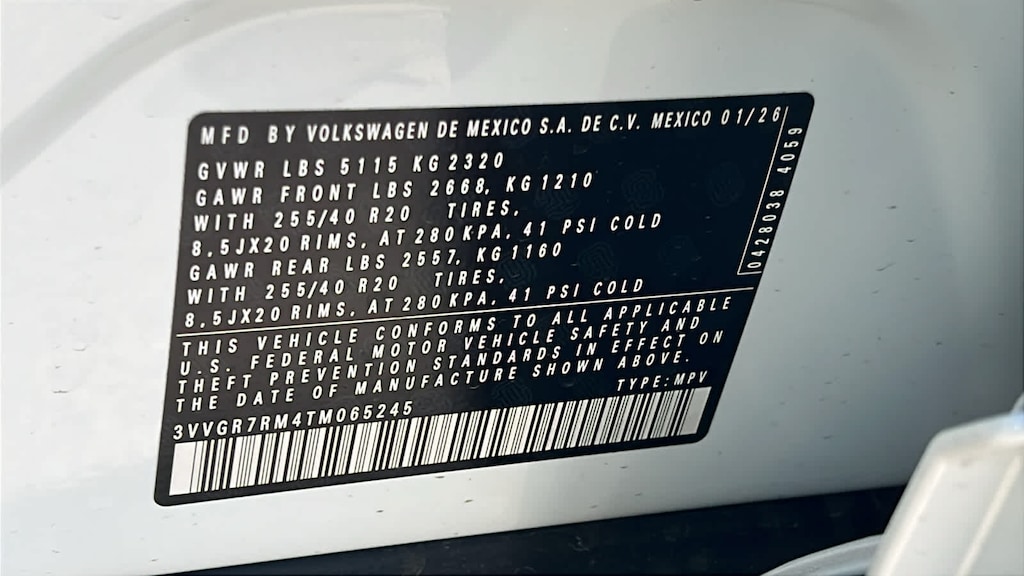 MFD BY VOLKSWAGEN DE MEXICO S.A. DE C.V. MEXICO 01/26
GVWR LBS 5115 KG 2320
GAWR FRONT LBS 2668, KG 1210
WITH 255/40 R20 TIRES,
8,5JX20 RIMS, AT 280 KPA, 41 PSI COLD
GAWR REAR LBS 2557, KG 1160
WITH 255/40 R20 TIRES,
8,5JX20 RIMS, AT 280 KPA, 41 PSI COLD
0428038 4059
THIS VEHICLE CONFORMS TO ALL APPLICABLE
U.S. FEDERAL MOTOR VEHICLE SAFETY AND
THEFT PREVENTION STANDARDS IN EFFECT ON
THE DATE OF MANUFACTURE SHOWN ABOVE.
3VVGR7RM4TM065245 TYPE: MPV